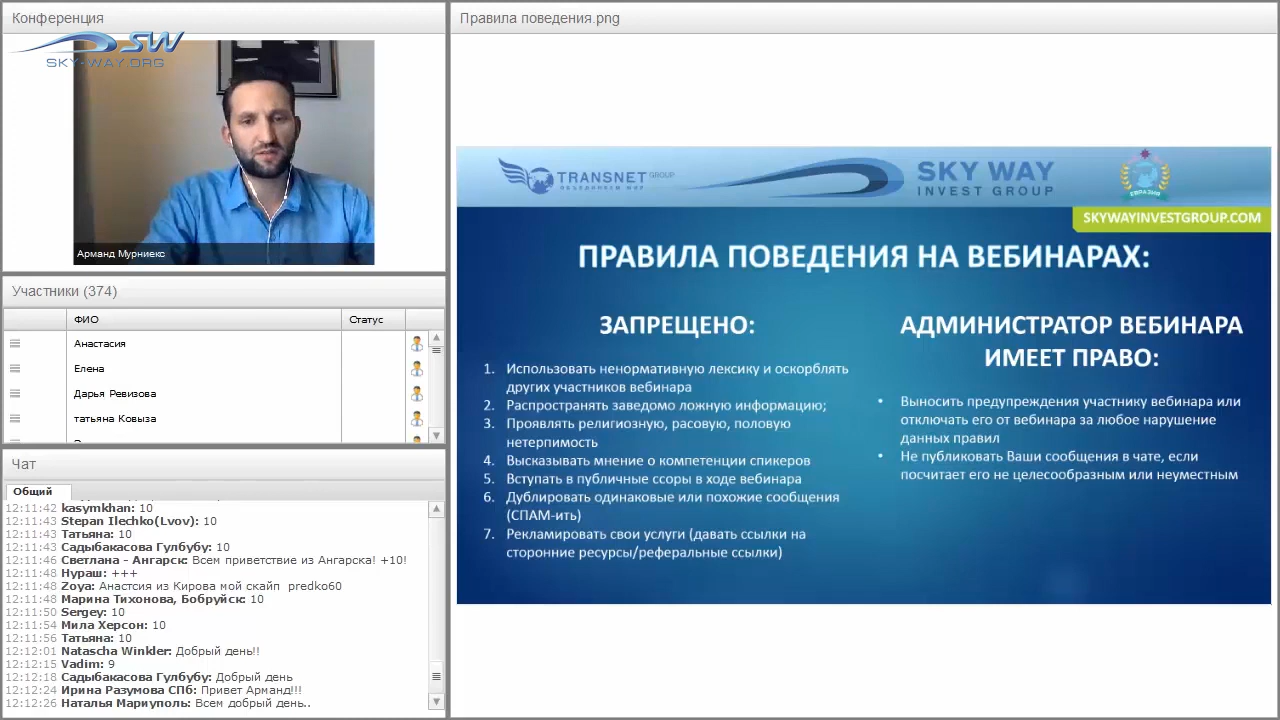 Конференция
SW
SKY-WAY.ORG
Арманд Мурниекс
Участники (374)
ФИО
Статус
Анастасия
Елена
Дарья Ревизова
татьяна Ковыза
Чат
Общий
12:11:42 kasymkhan: 10
12:11:43 Stepan Ilechko(Lvov): 10
12:11:43 Татьяна: 10
12:11:43 Садыбакасова Гулбубу: 10
12:11:46 Светлана - Ангарск: Всем приветствие из Ангарска! +10!
12:11:48 Нураш: +++
12:11:48 Zoya: Анастсия из Кирова мой скайп predko60
12:11:48 Марина Тихонова, Бобруйск: 10
12:11:50 Sergey: 10
12:11:54 Мила Херсон: 10
12:11:56 Татьяна: 10
12:12:01 Natascha Winkler: Добрый день!!
12:12:15 Vadim: 9
12:12:18 Садыбакасова Гулбубу: Добрый день
12:12:24 Ирина Разумова СПб: Привет Арманд!!!
12:12:26 Наталья Мариуполь: Всем добрый день..
Правила поведения.png
TRANSNET GROUP
ОБЪЕДИНЯЕМ МИР
SKY WAY
INVEST GROUP
ЕВРАЗИЯ
SKYWAYINVESTGROUP.COM
ПРАВИЛА ПОВЕДЕНИЯ НА ВЕБИНАРАХ:
ЗАПРЕЩЕНО:
1. Использовать ненормативную лексику и оскорблять
других участников вебинара
2. Распространять заведомо ложную информацию;
3. Проявлять религиозную, расовую, половую
нетерпимость
4. Высказывать мнение о компетенции спикеров
5. Вступать в публичные ссоры в ходе вебинара
6. Дублировать одинаковые или похожие сообщения
(СПАМ-ить)
7. Рекламировать свои услуги (давать ссылки на
сторонние ресурсы/реферальные ссылки)
АДМИНИСТРАТОР ВЕБИНАРА
ИМЕЕТ ПРАВО:
• Выносить предупреждения участнику вебинара или
отключать его от вебинара за любое нарушение
данных правил
• Не публиковать Ваши сообщения в чате, если
посчитает его не целесообразным или неуместным